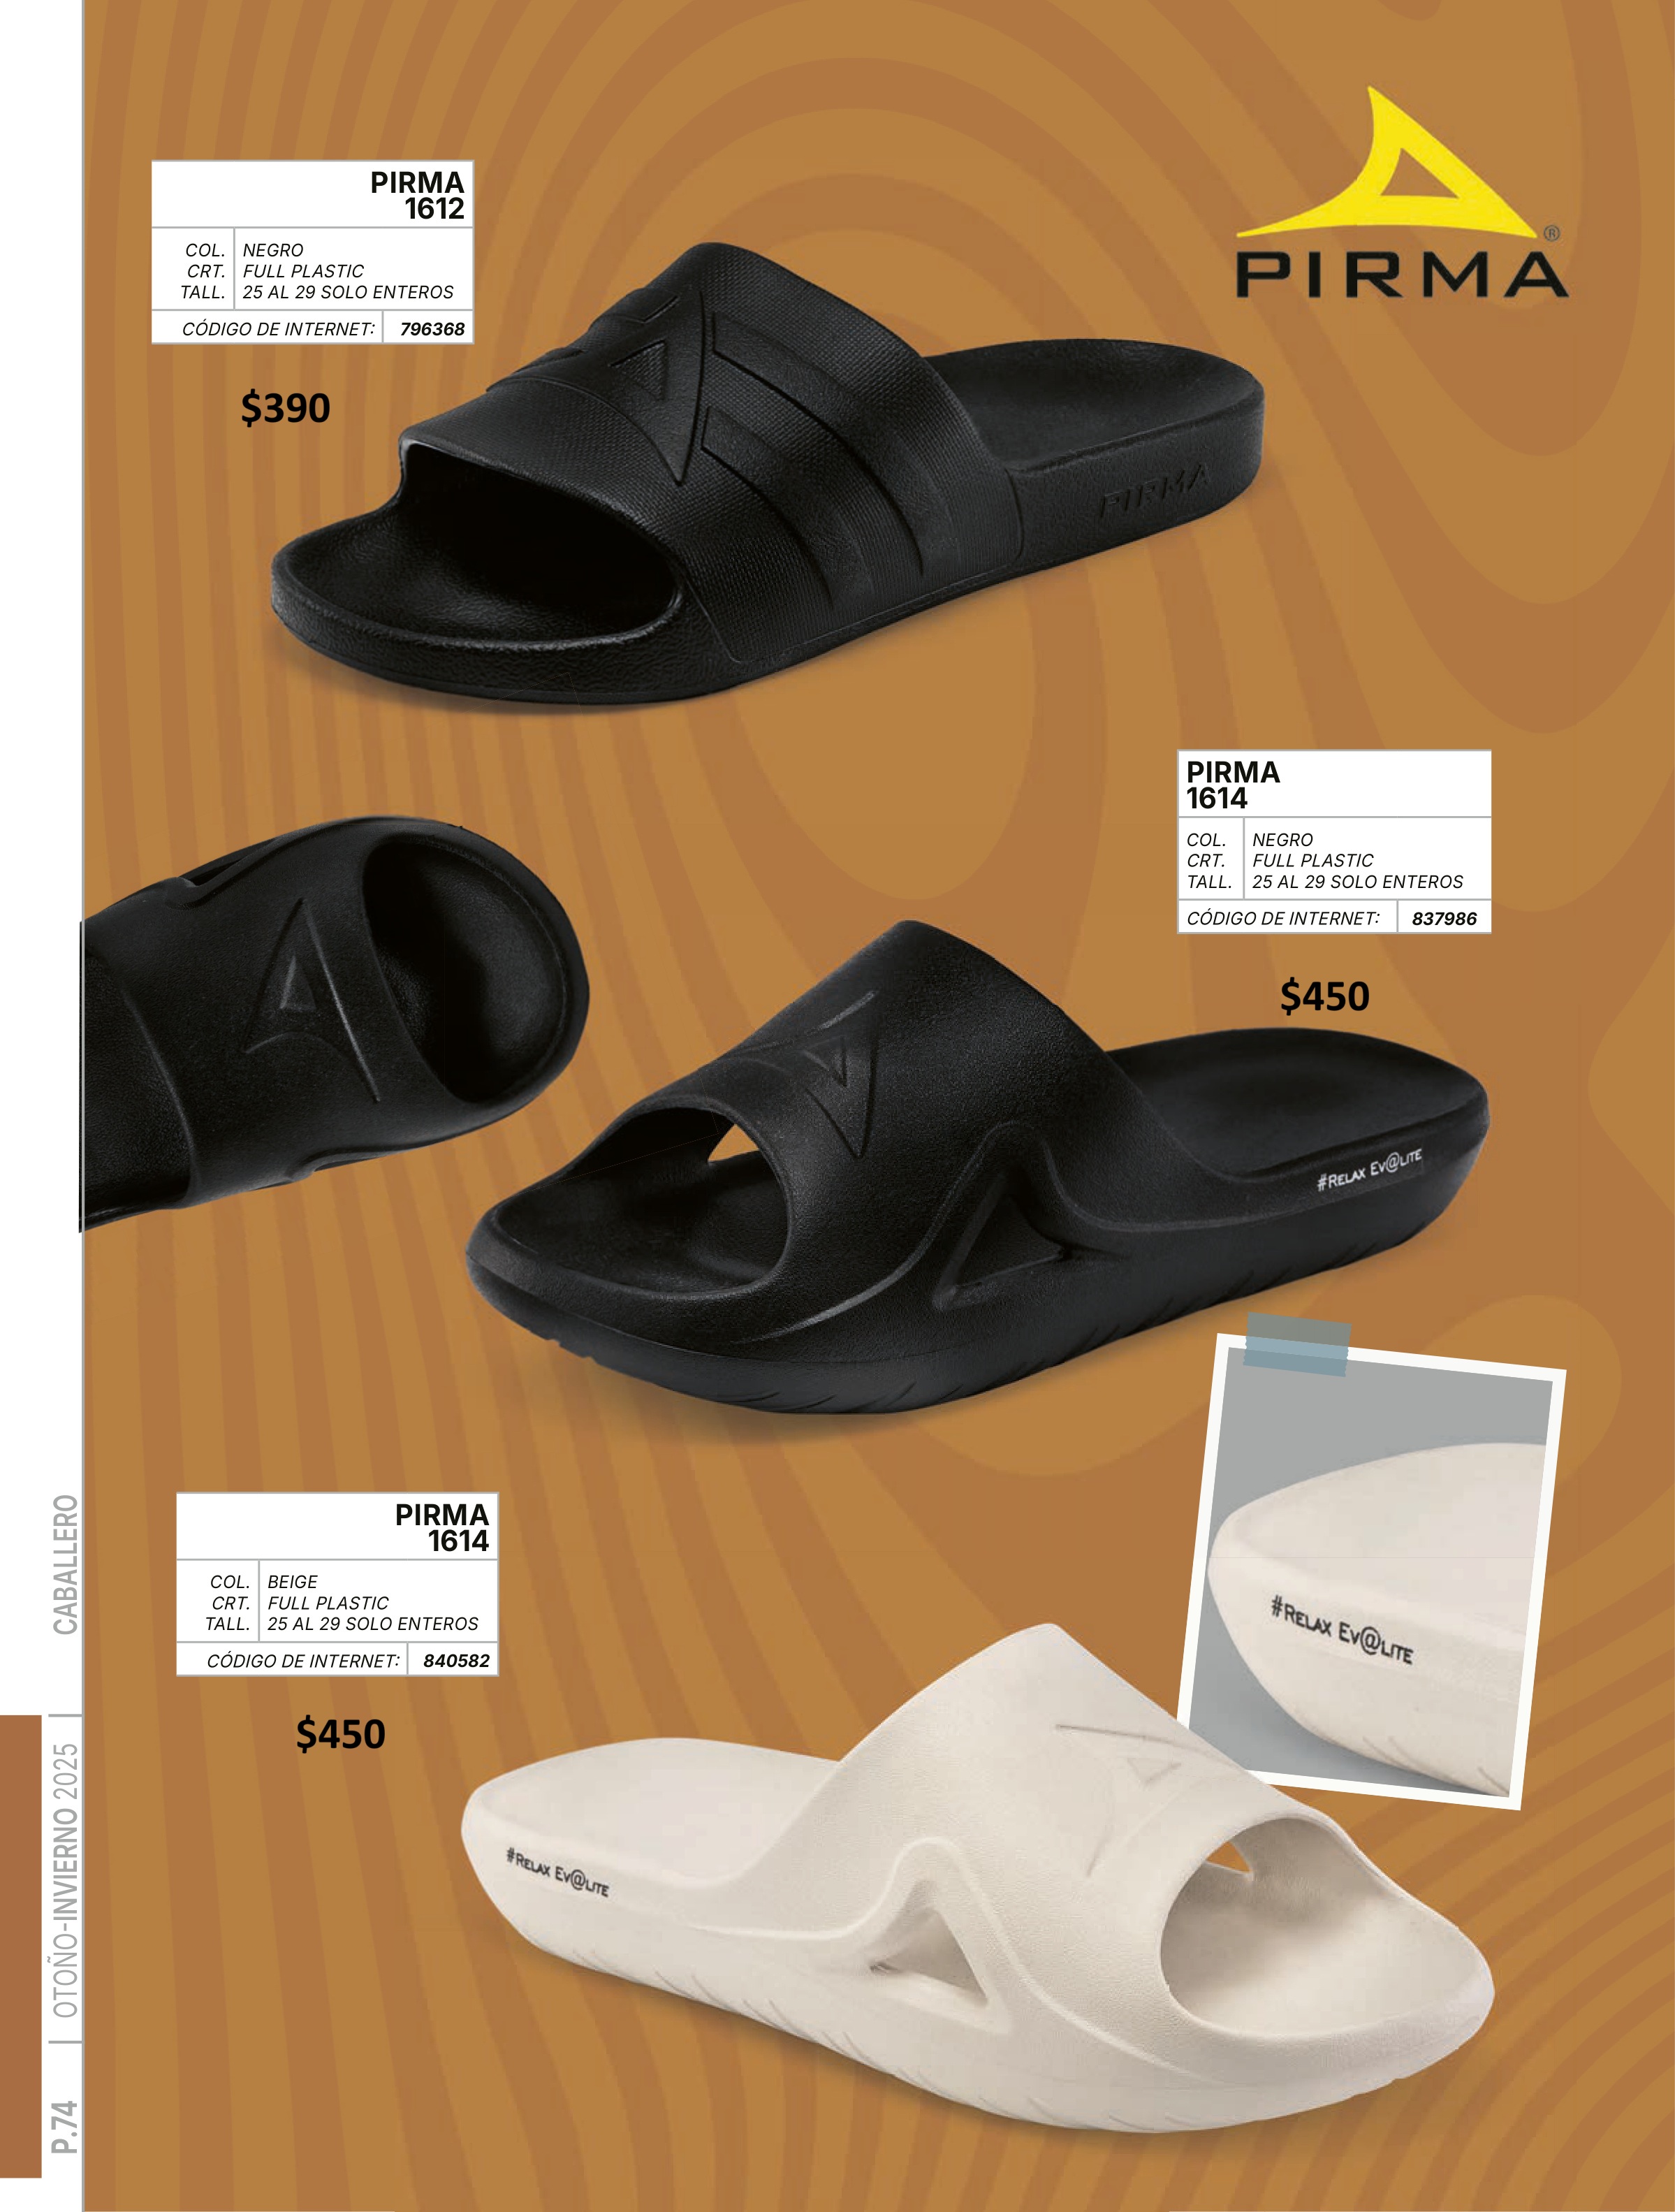 PIRMA
1612
COL. NEGRO
CRT. FULL PLASTIC
TALL. 25 AL 29 SOLO ENTEROS
CÓDIGO DE INTERNET: 796368
$390
®
PIRMA
PIRMA
PIRMA
1614
COL. NEGRO
CRT. FULL PLASTIC
TALL. 25 AL 29 SOLO ENTEROS
CÓDIGO DE INTERNET: 837986
$450
#RELAX EV@LITE
PIRMA
1614
COL. BEIGE
CRT. FULL PLASTIC
TALL. 25 AL 29 SOLO ENTEROS
CÓDIGO DE INTERNET: 840582
$450
#RELAX EV@LITE
#RELAX EV@LITE
CABALLERO
OTOÑO-INVIERNO 2025
P.74